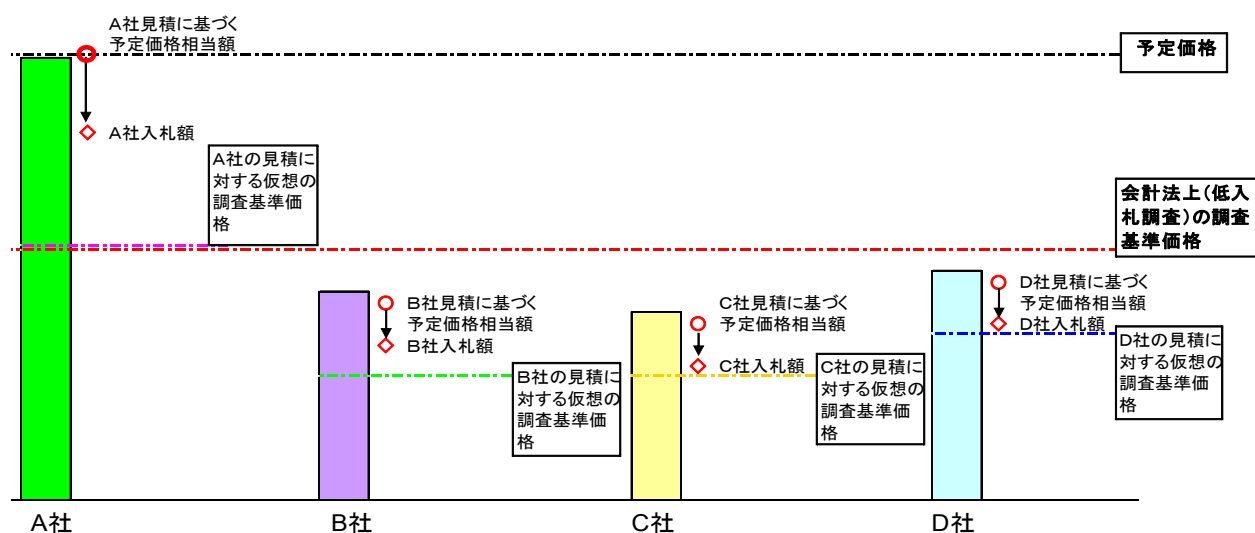 A社見積に基づく
予定価格相当額
予定価格
A社入札額
A社の見積に
対する仮想の
調査基準価
格
会計法上(低入
札調査)の調査
基準価格
B社見積に基づく
予定価格相当額
B社入札額
C社見積に基づく
予定価格相当額
C社入札額
D社見積に基づく
予定価格相当額
D社入札額
B社の見積に
対する仮想の
調査基準価
格
C社の見積に
対する仮想の
調査基準価
格
D社の見積に
対する仮想の
調査基準価
格
A社
B社
C社
D社